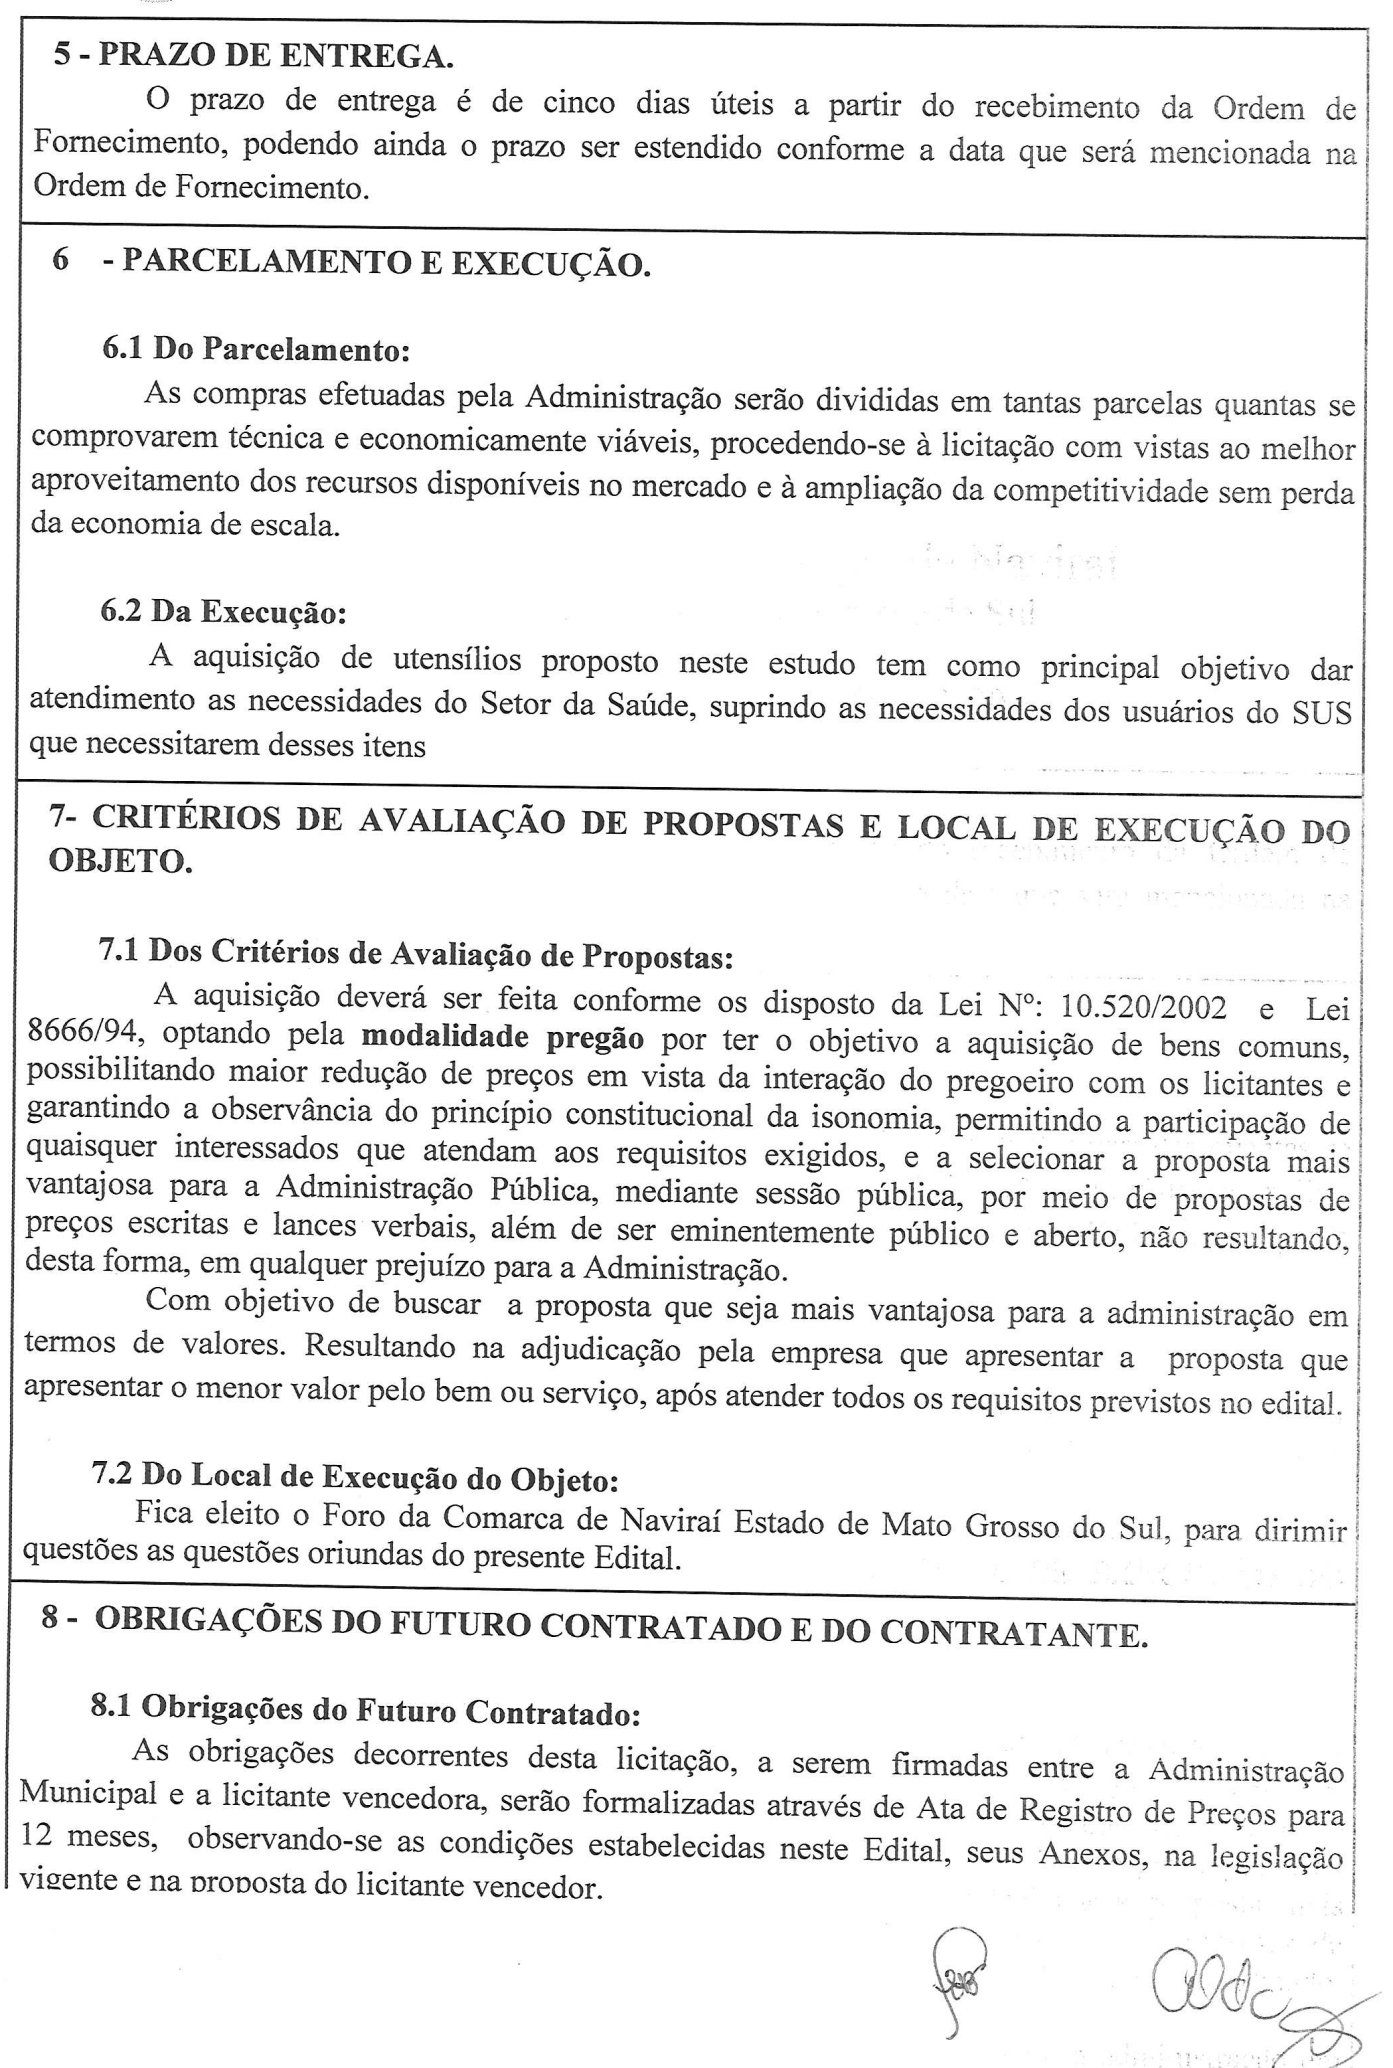 5 - PRAZO DE ENTREGA.
O prazo de entrega é de cinco dias úteis a partir do recebimento da Ordem de
Fornecimento, podendo ainda o prazo ser estendido conforme a data que será mencionada na
Ordem de Fornecimento.
6 - PARCELAMENTO E EXECUÇÃO.
6.1 Do Parcelamento:
As compras efetuadas pela Administração serão divididas em tantas parcelas quantas se
comprovarem técnica e economicamente viáveis, procedendo-se à licitação com vistas ao melhor
aproveitamento dos recursos disponíveis no mercado e à ampliação da competitividade sem perda
da economia de escala.
6.2 Da Execução:
A aquisição de utensílios proposto neste estudo tem como principal objetivo dar
atendimento as necessidades do Setor da Saúde, suprindo as necessidades dos usuários do SUS
que necessitarem desses itens
7- CRITÉRIOS DE AVALIAÇÃO DE PROPOSTAS E LOCAL DE EXECUÇÃO DO
OBJETO.
7.1 Dos Critérios de Avaliação de Propostas:
A aquisição deverá ser feita conforme os disposto da Lei Nº: 10.520/2002 e Lei
8666/94, optando pela modalidade pregão por ter o objetivo a aquisição de bens comuns,
possibilitando maior redução de preços em vista da interação do pregoeiro com os licitantes e
garantindo a observância do princípio constitucional da isonomia, permitindo a participação de
quaisquer interessados que atendam aos requisitos exigidos, e a selecionar a proposta mais
vantajosa para a Administração Pública, mediante sessão pública, por meio de propostas de
preços escritas e lances verbais, além de ser eminentemente público e aberto, não resultando,
desta forma, em qualquer prejuízo para a Administração.
Com objetivo de buscar a proposta que seja mais vantajosa para a administração em
termos de valores. Resultando na adjudicação pela empresa que apresentar a proposta que
apresentar o menor valor pelo bem ou serviço, após atender todos os requisitos previstos no edital.
7.2 Do Local de Execução do Objeto:
Fica eleito o Foro da Comarca de Naviraí Estado de Mato Grosso do Sul, para dirimir
questões as questões oriundas do presente Edital.
8 - OBRIGAÇÕES DO FUTURO CONTRATADO E DO CONTRATANTE.
8.1 Obrigações do Futuro Contratado:
As obrigações decorrentes desta licitação, a serem firmadas entre a Administração
Municipal e a licitante vencedora, serão formalizadas através de Ata de Registro de Preços para
12 meses, observando-se as condições estabelecidas neste Edital, seus Anexos, na legislação
vigente e na proposta do licitante vencedor.